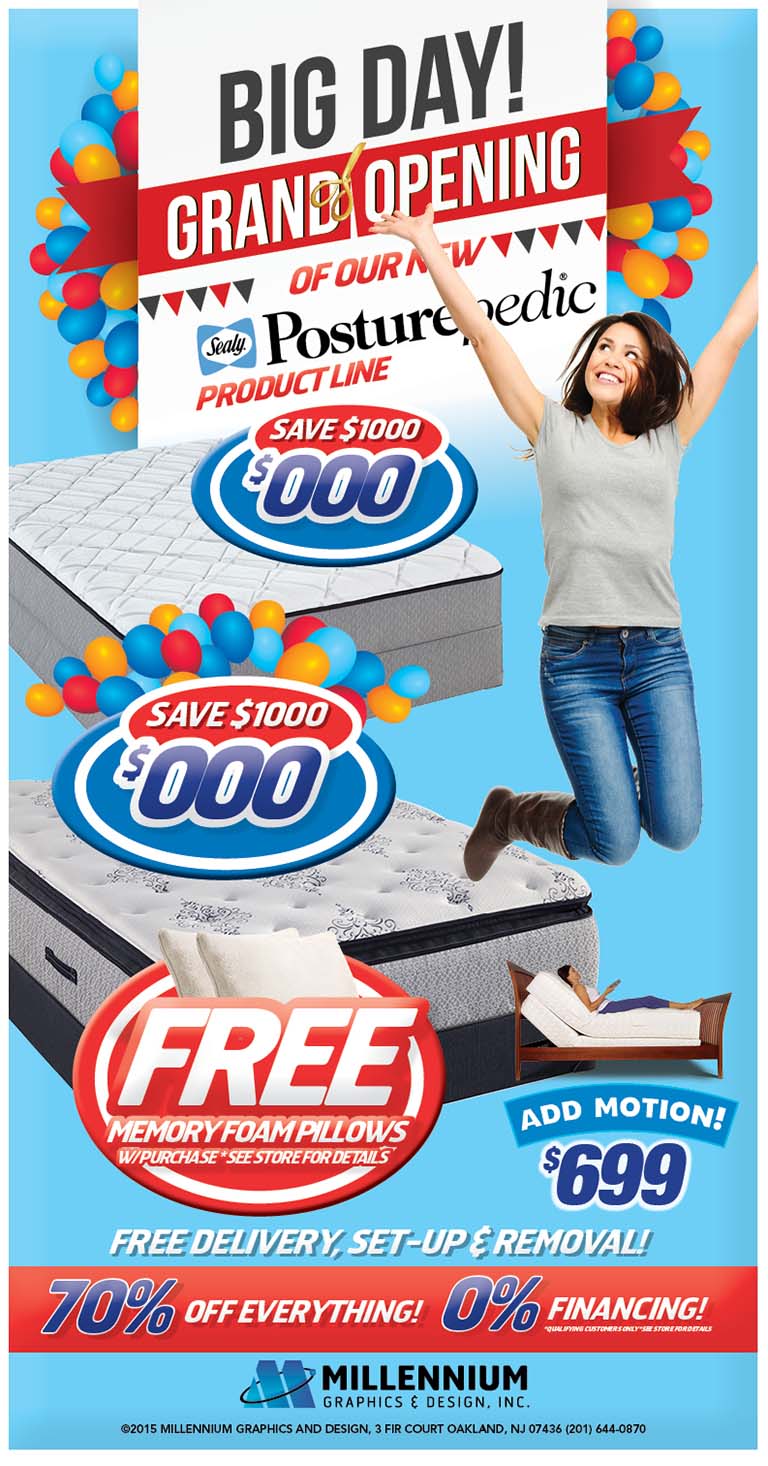 BIG DAY!
GRAND OPENING
OF OUR NEW
Sealy Posturepedic®
PRODUCT LINE
SAVE $1000
$000
SAVE $1000
$000
FREE
MEMORY FOAM PILLOWS
W/ PURCHASE *SEE STORE FOR DETAILS
ADD MOTION!
$699
FREE DELIVERY, SET-UP & REMOVAL!
70% OFF EVERYTHING! 0% FINANCING!
*QUALIFYING CUSTOMERS ONLY *SEE STORE FOR DETAILS
MILLENNIUM
GRAPHICS & DESIGN, INC.
©2015 MILLENNIUM GRAPHICS AND DESIGN, 3 FIR COURT OAKLAND, NJ 07436 (201) 644-0870